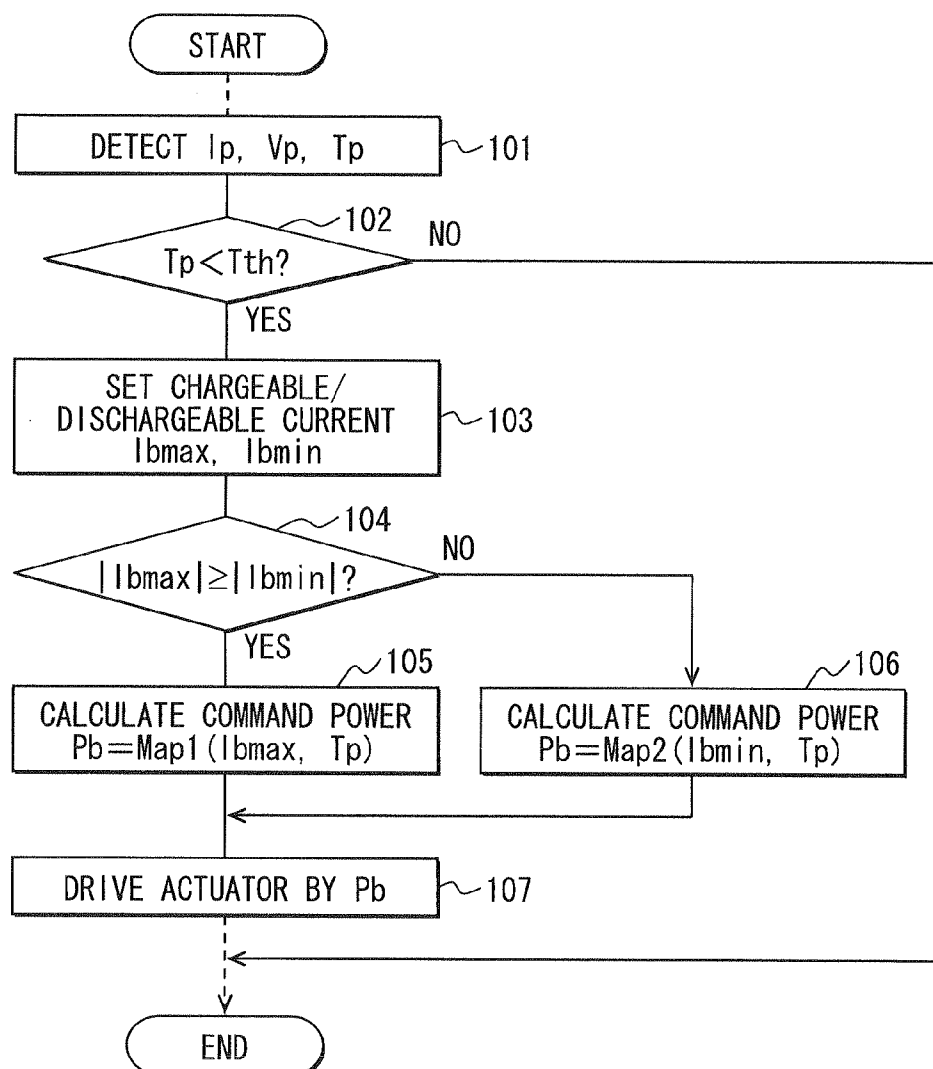 START
DETECT Ip, Vp, Tp
101
102
NO
Tp<Tth?
YES
SET CHARGEABLE/
DISCHARGEABLE CURRENT
Ibmax, Ibmin
103
104
NO
|Ibmax|≥|Ibmin|?
YES
105
106
CALCULATE COMMAND POWER
Pb=Map1(Ibmax, Tp)
CALCULATE COMMAND POWER
Pb=Map2(Ibmin, Tp)
DRIVE ACTUATOR BY Pb
107
END